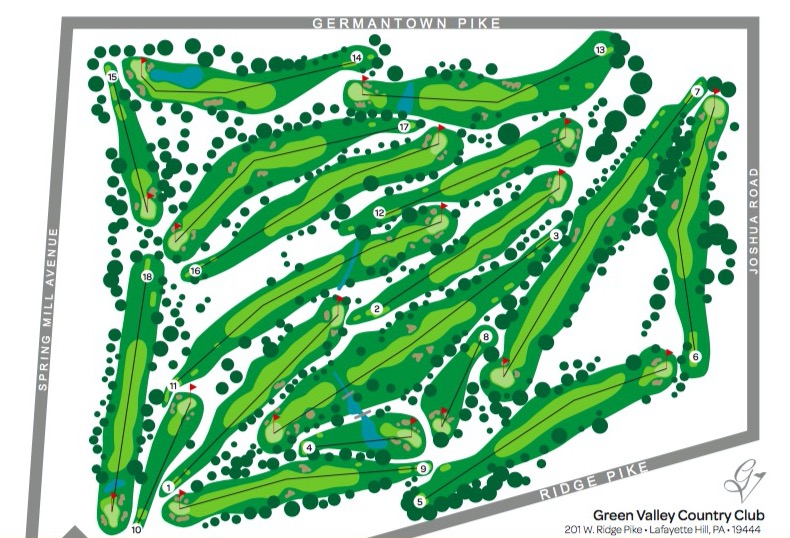 GERMANTOWN PIKE
13
14
15
7
17
JOSHUA ROAD
12
3
16
18
SPRING MILL AVENUE
2
8
6
11
4
9
1
5
10
RIDGE PIKE
GV
Green Valley Country Club
201 W. Ridge Pike • Lafayette Hill, PA • 19444